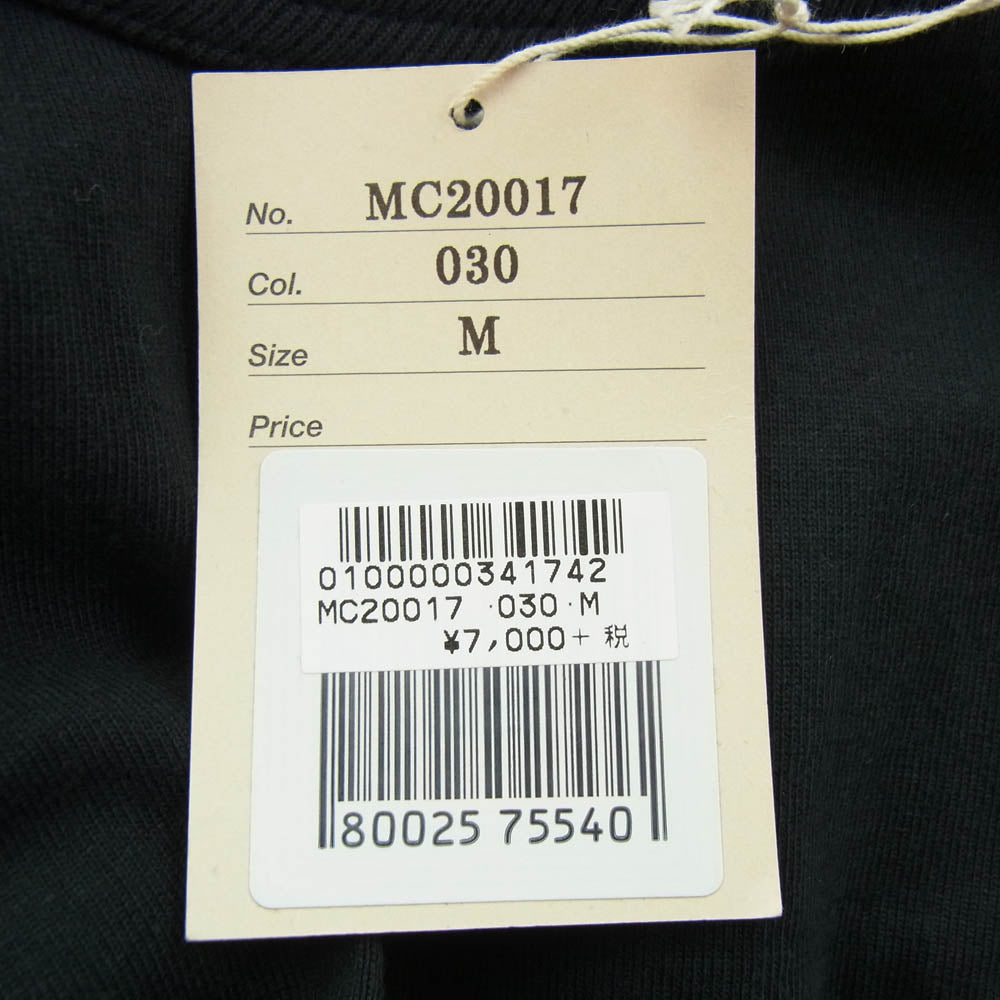 No. MC20017
Col. 030
Size M
Price
0100000341742
MC20017 ·030·M
¥7,000+税
80025 75540